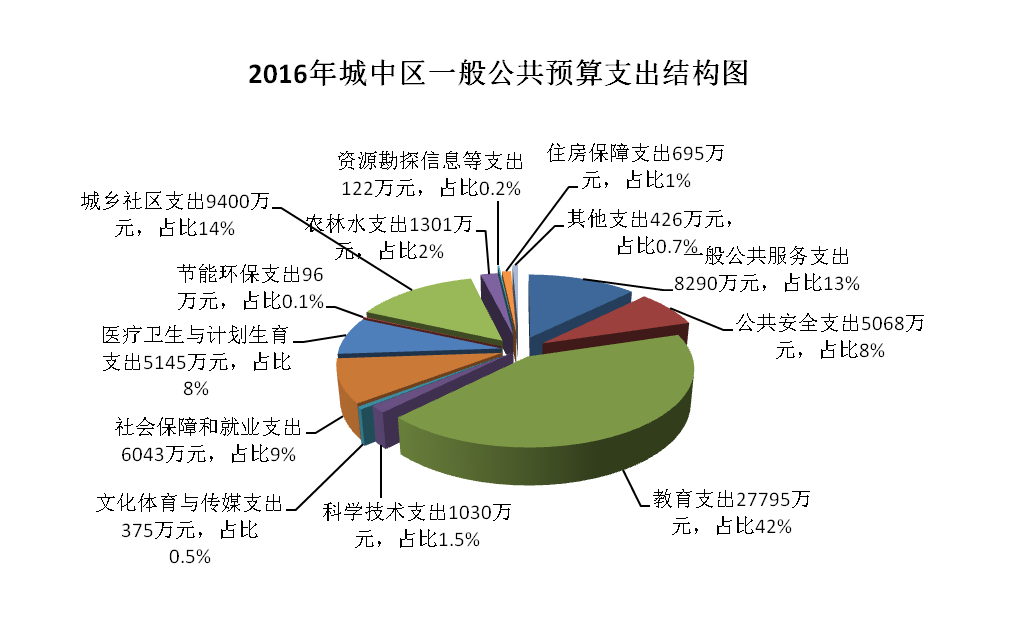 2016年城中区一般公共预算支出结构图
资源勘探信息等支出
122万元，占比0.2%
住房保障支出695万
元，占比1%
城乡社区支出9400万
元，占比14%
农林水支出1301万
元，占比2%
其他支出426万元，
占比0.7%
一般公共服务支出
8290万元，占比13%
节能环保支出96
万元，占比0.1%
公共安全支出5068万
元，占比8%
医疗卫生与计划生育
支出5145万元，占比
8%
社会保障和就业支出
6043万元，占比9%
文化体育与传媒支出
375万元，占比
0.5%
科学技术支出1030万
元，占比1.5%
教育支出27795万
元，占比42%